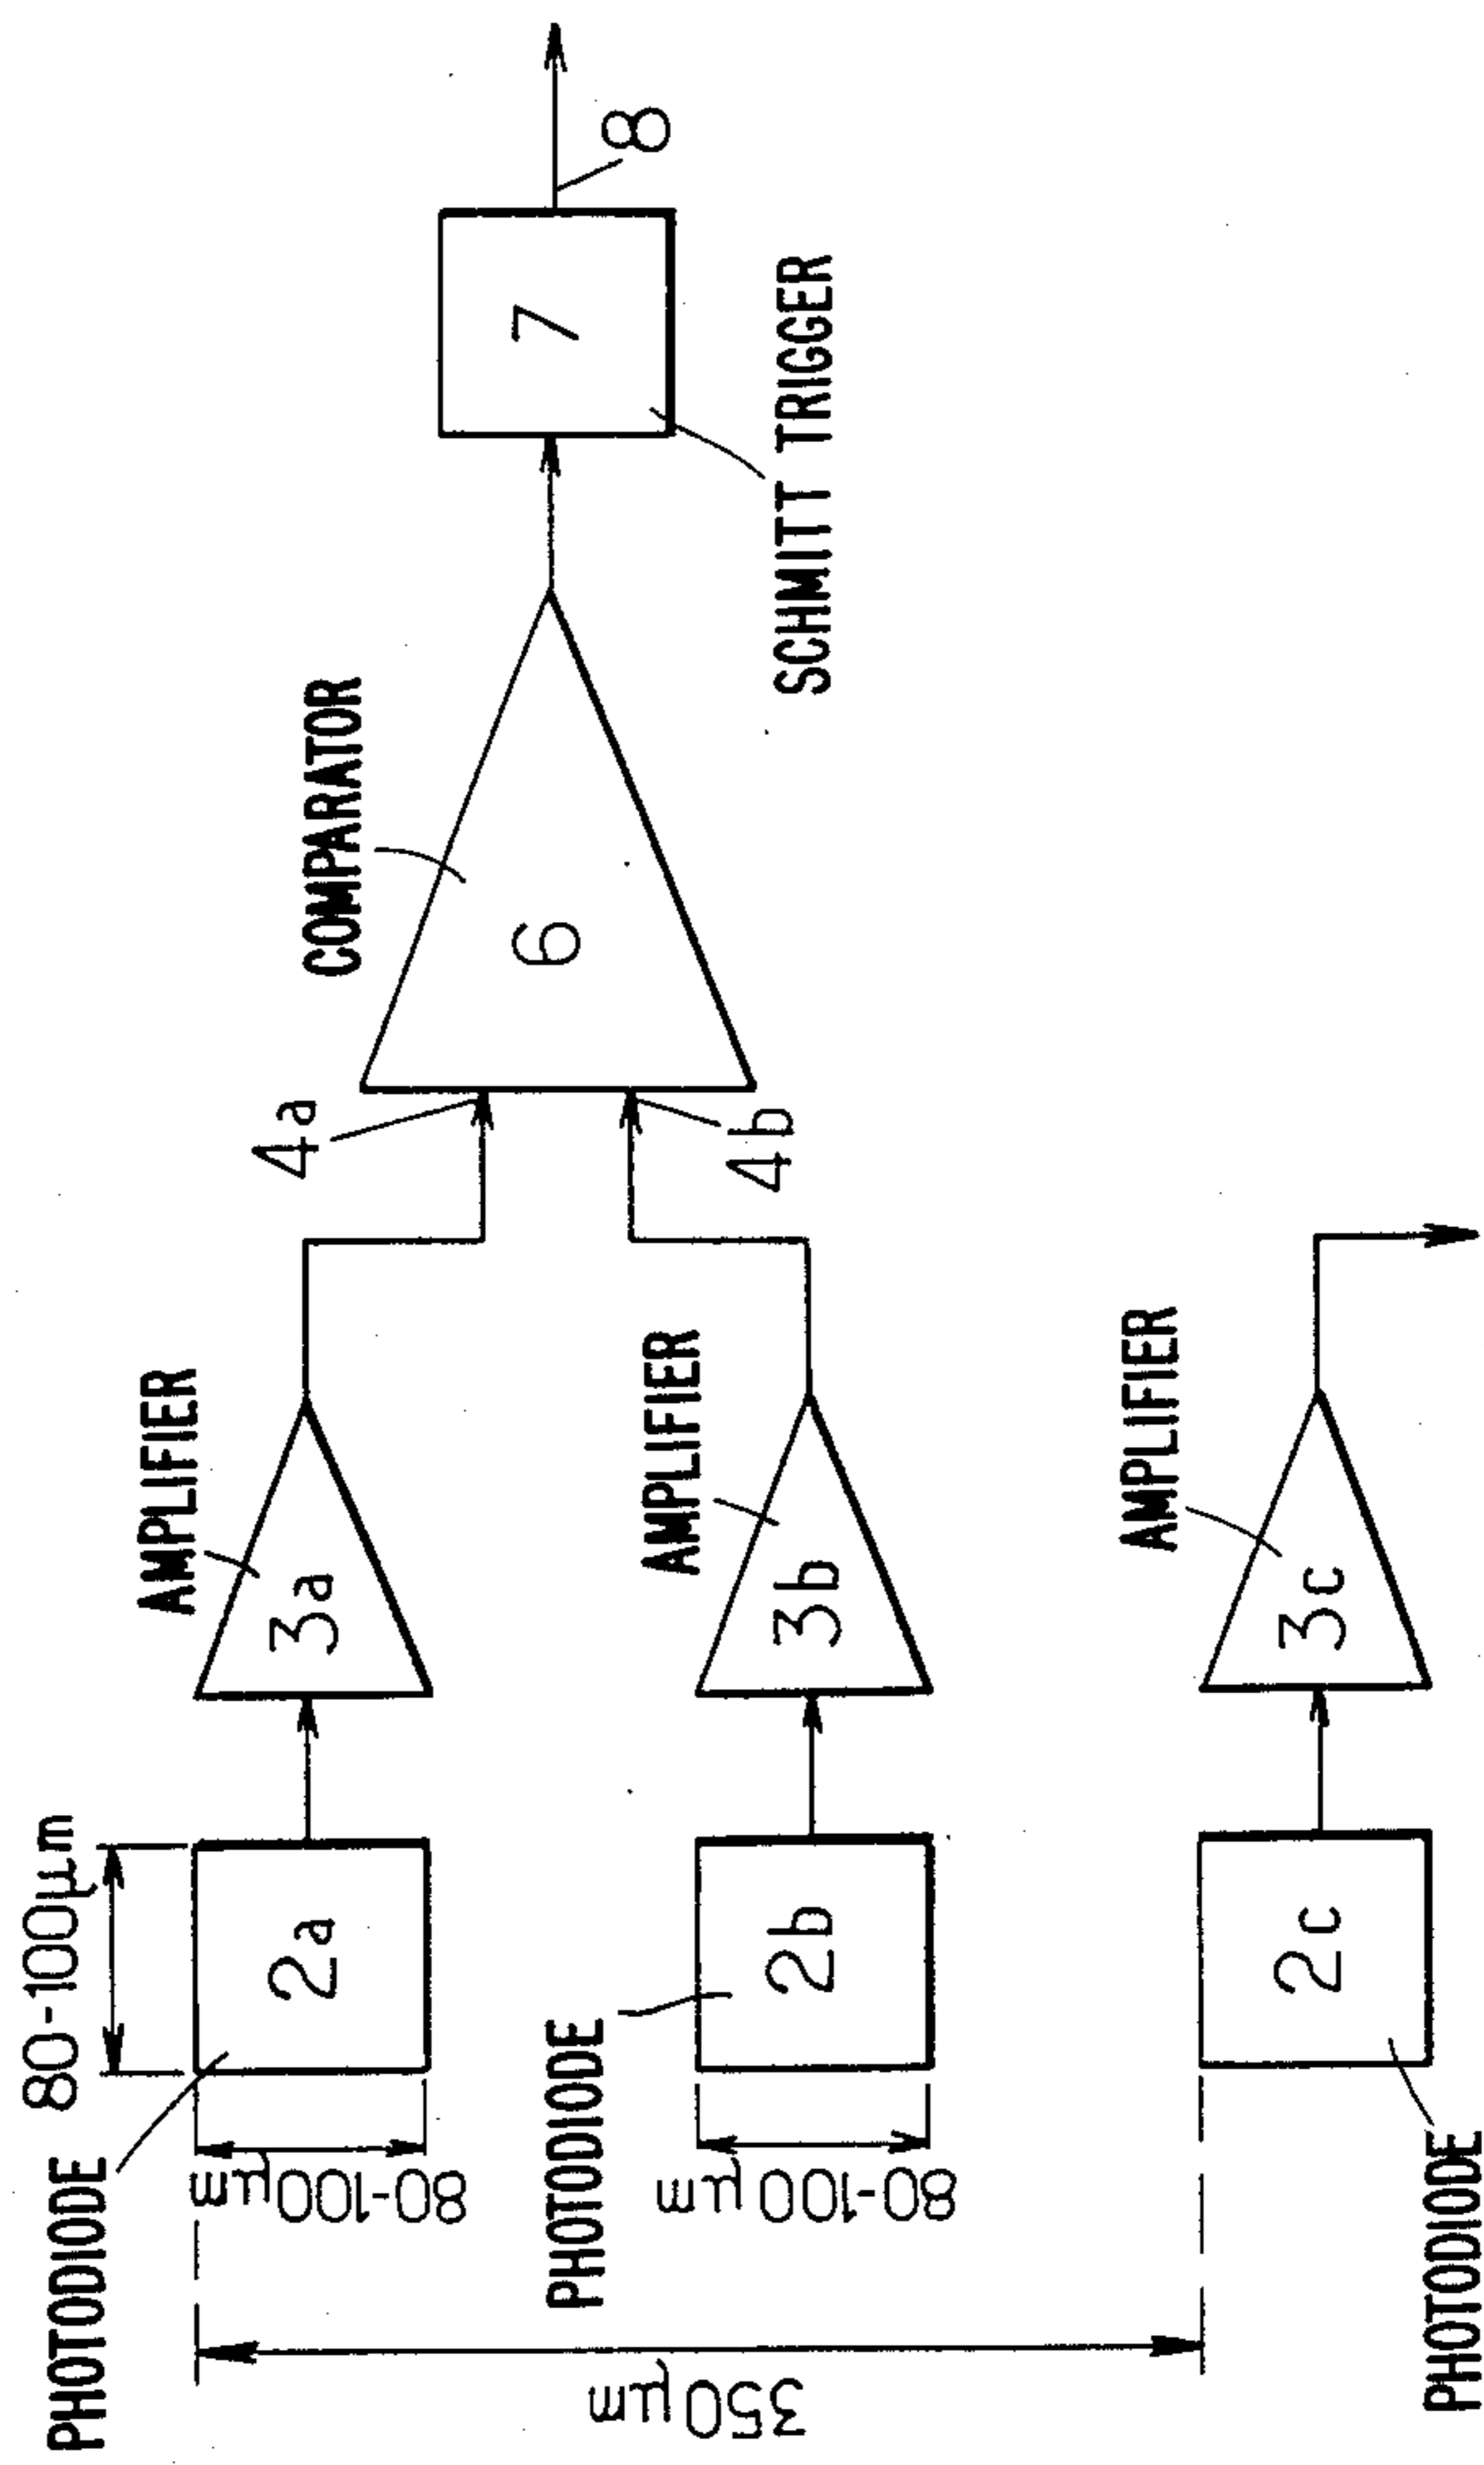 80-100μm
PHOTODIODE
2a
80-100μm
AMPLIFIER
3a
4a
COMPARATOR
6
4b
7
SCHMITT TRIGGER
8
PHOTODIODE
2b
80-100μm
AMPLIFIER
3b
350μm
PHOTODIODE
2c
AMPLIFIER
3c